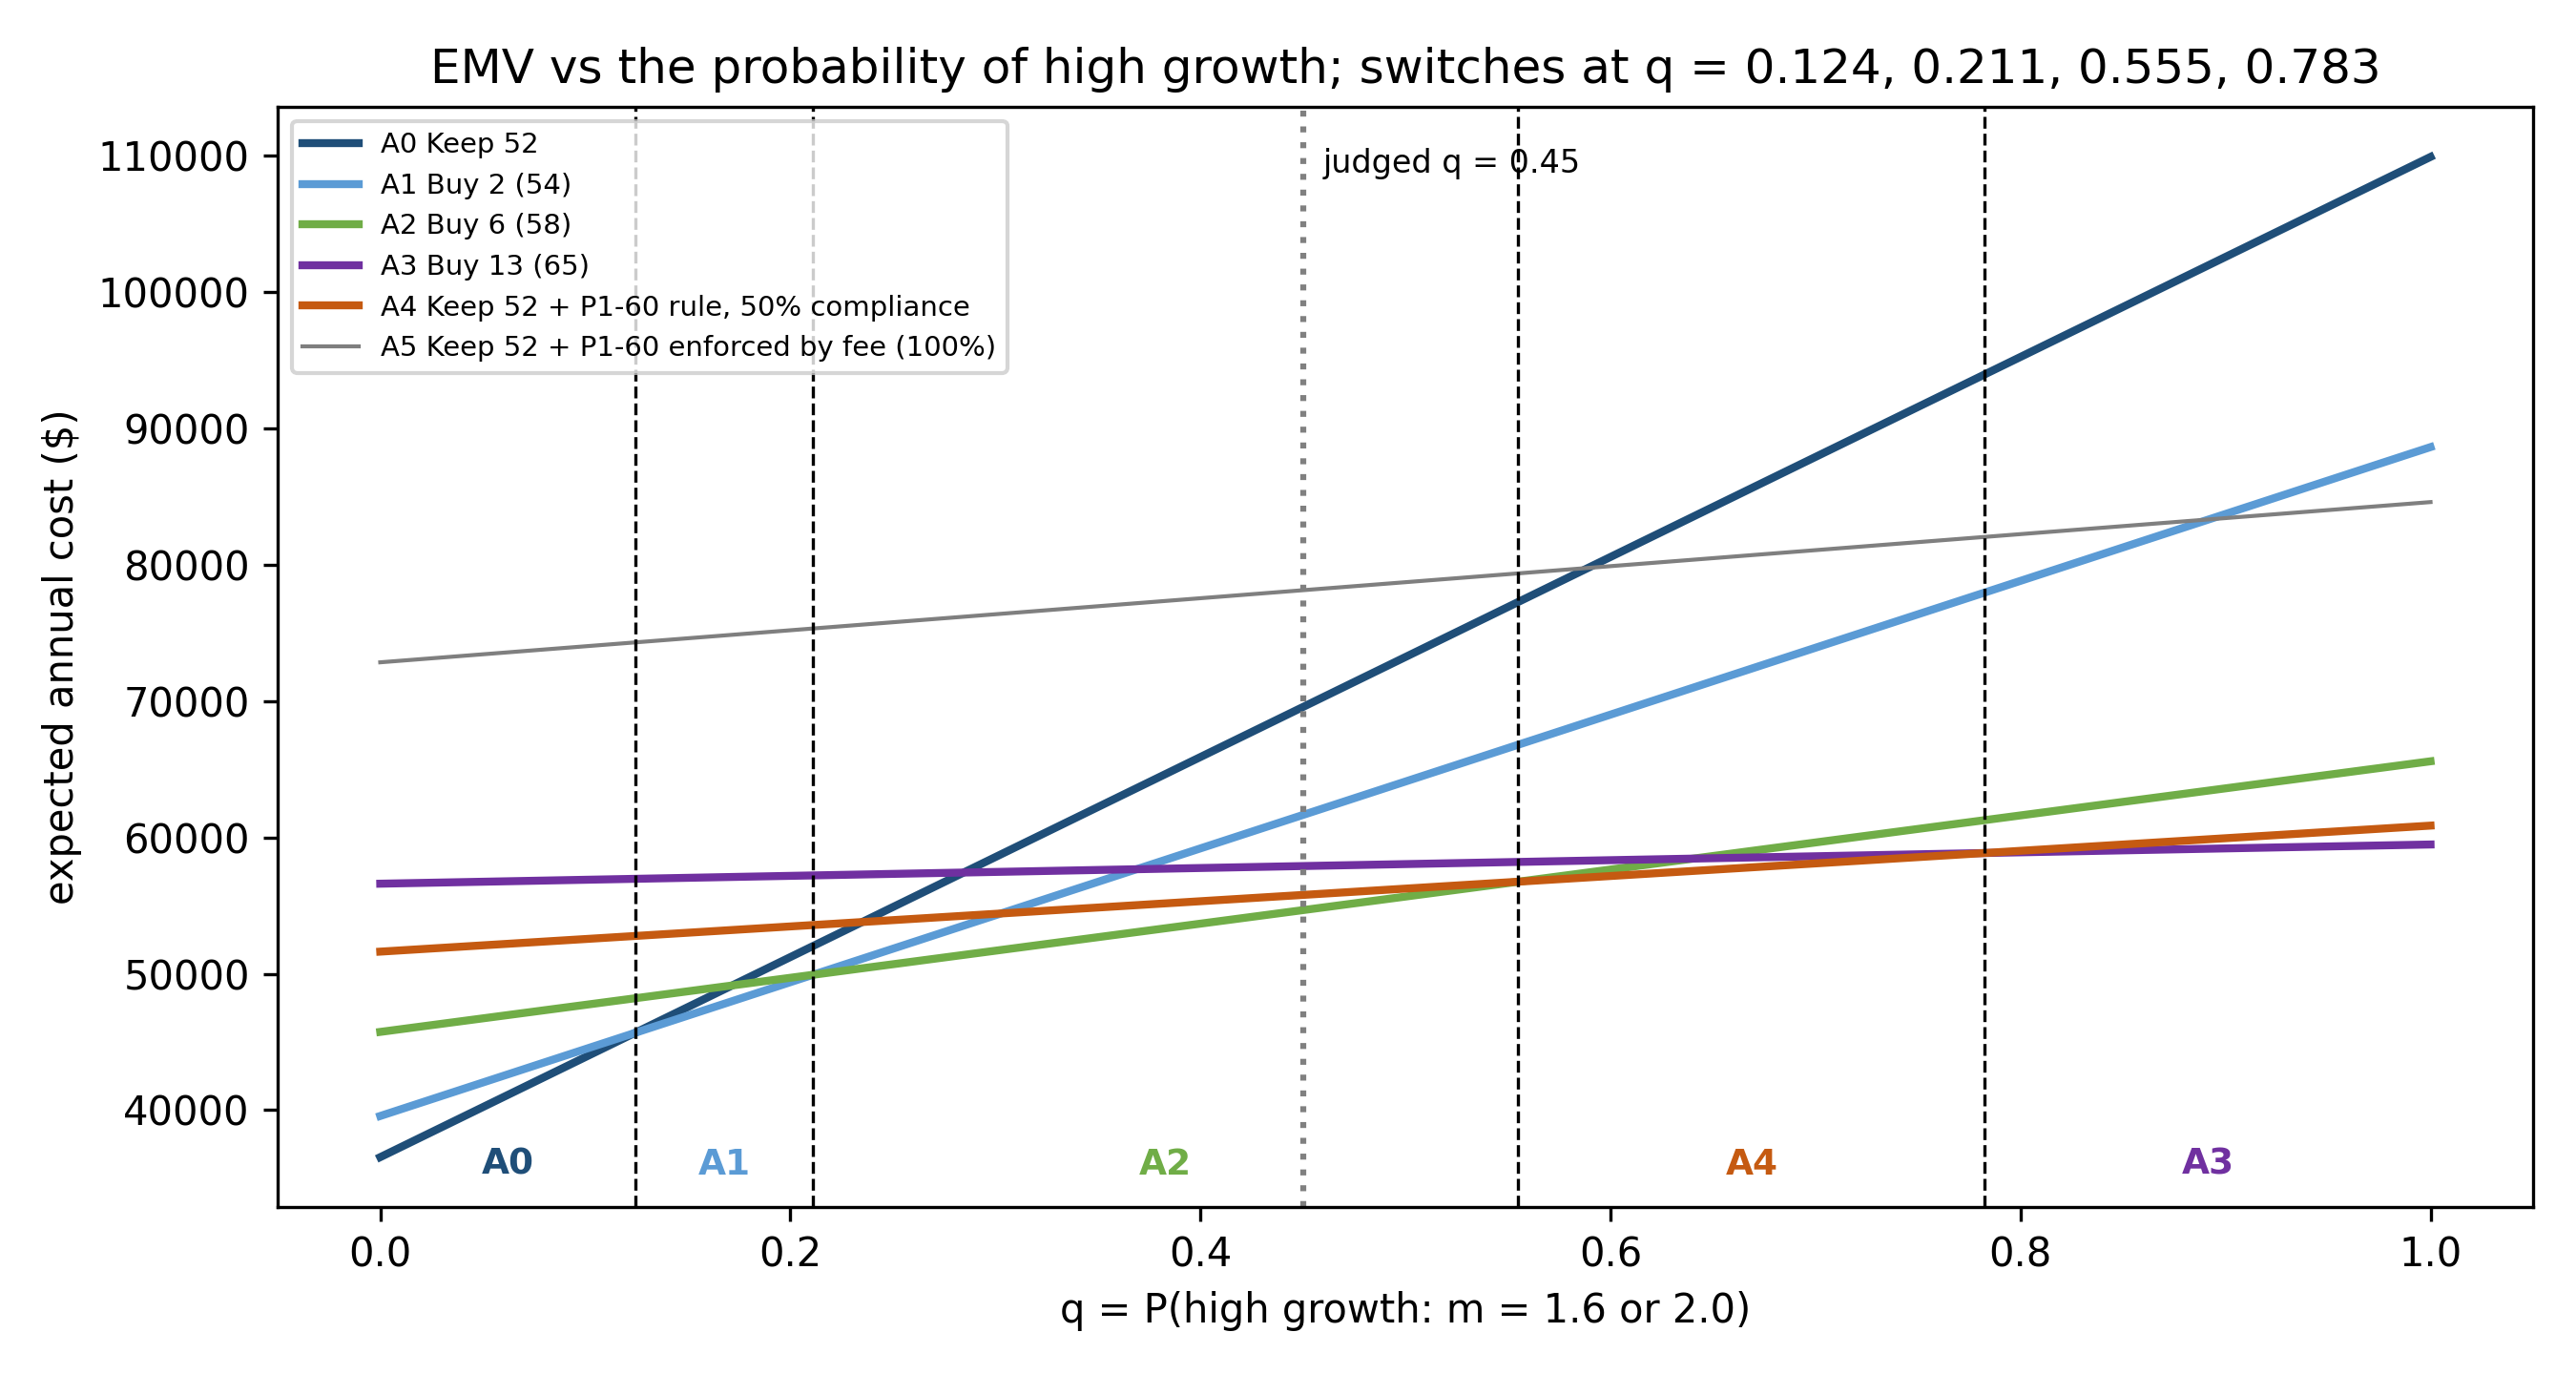 EMV vs the probability of high growth; switches at q = 0.124, 0.211, 0.555, 0.783
A0 Keep 52
A1 Buy 2 (54)
A2 Buy 6 (58)
A3 Buy 13 (65)
A4 Keep 52 + P1-60 rule, 50% compliance
A5 Keep 52 + P1-60 enforced by fee (100%)
judged q = 0.45
expected annual cost ($)
110000
100000
90000
80000
70000
60000
50000
40000
A0
A1
A2
A4
A3
0.0
0.2
0.4
0.6
0.8
1.0
q = P(high growth: m = 1.6 or 2.0)